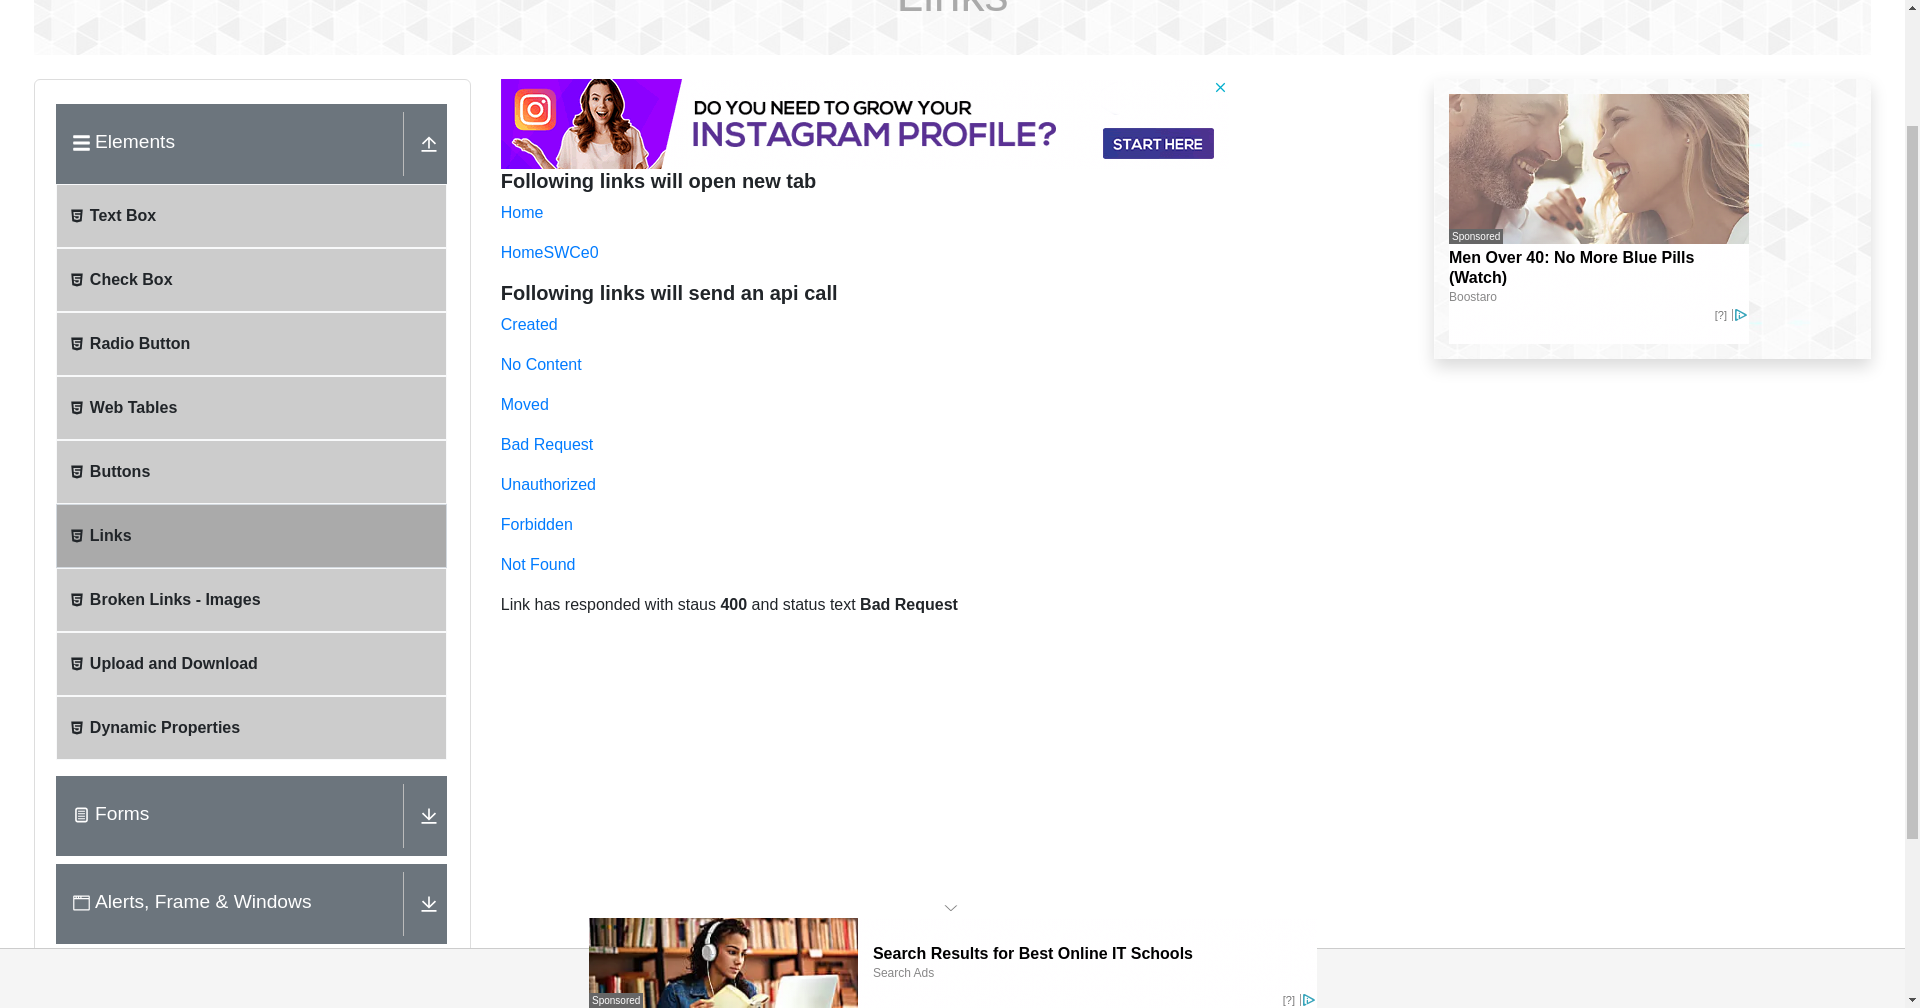 Links
Elements
Text Box
Check Box
Radio Button
Web Tables
Buttons
Links
Broken Links - Images
Upload and Download
Dynamic Properties
Forms
Alerts, Frame & Windows
DO YOU NEED TO GROW YOUR
INSTAGRAM PROFILE?
START HERE
Following links will open new tab
Home
HomeSWCe0
Following links will send an api call
Created
No Content
Moved
Bad Request
Unauthorized
Forbidden
Not Found
Link has responded with staus 400 and status text Bad Request
Sponsored
Men Over 40: No More Blue Pills
(Watch)
Boostaro
[?]
Sponsored
Search Results for Best Online IT Schools
Search Ads
[?]